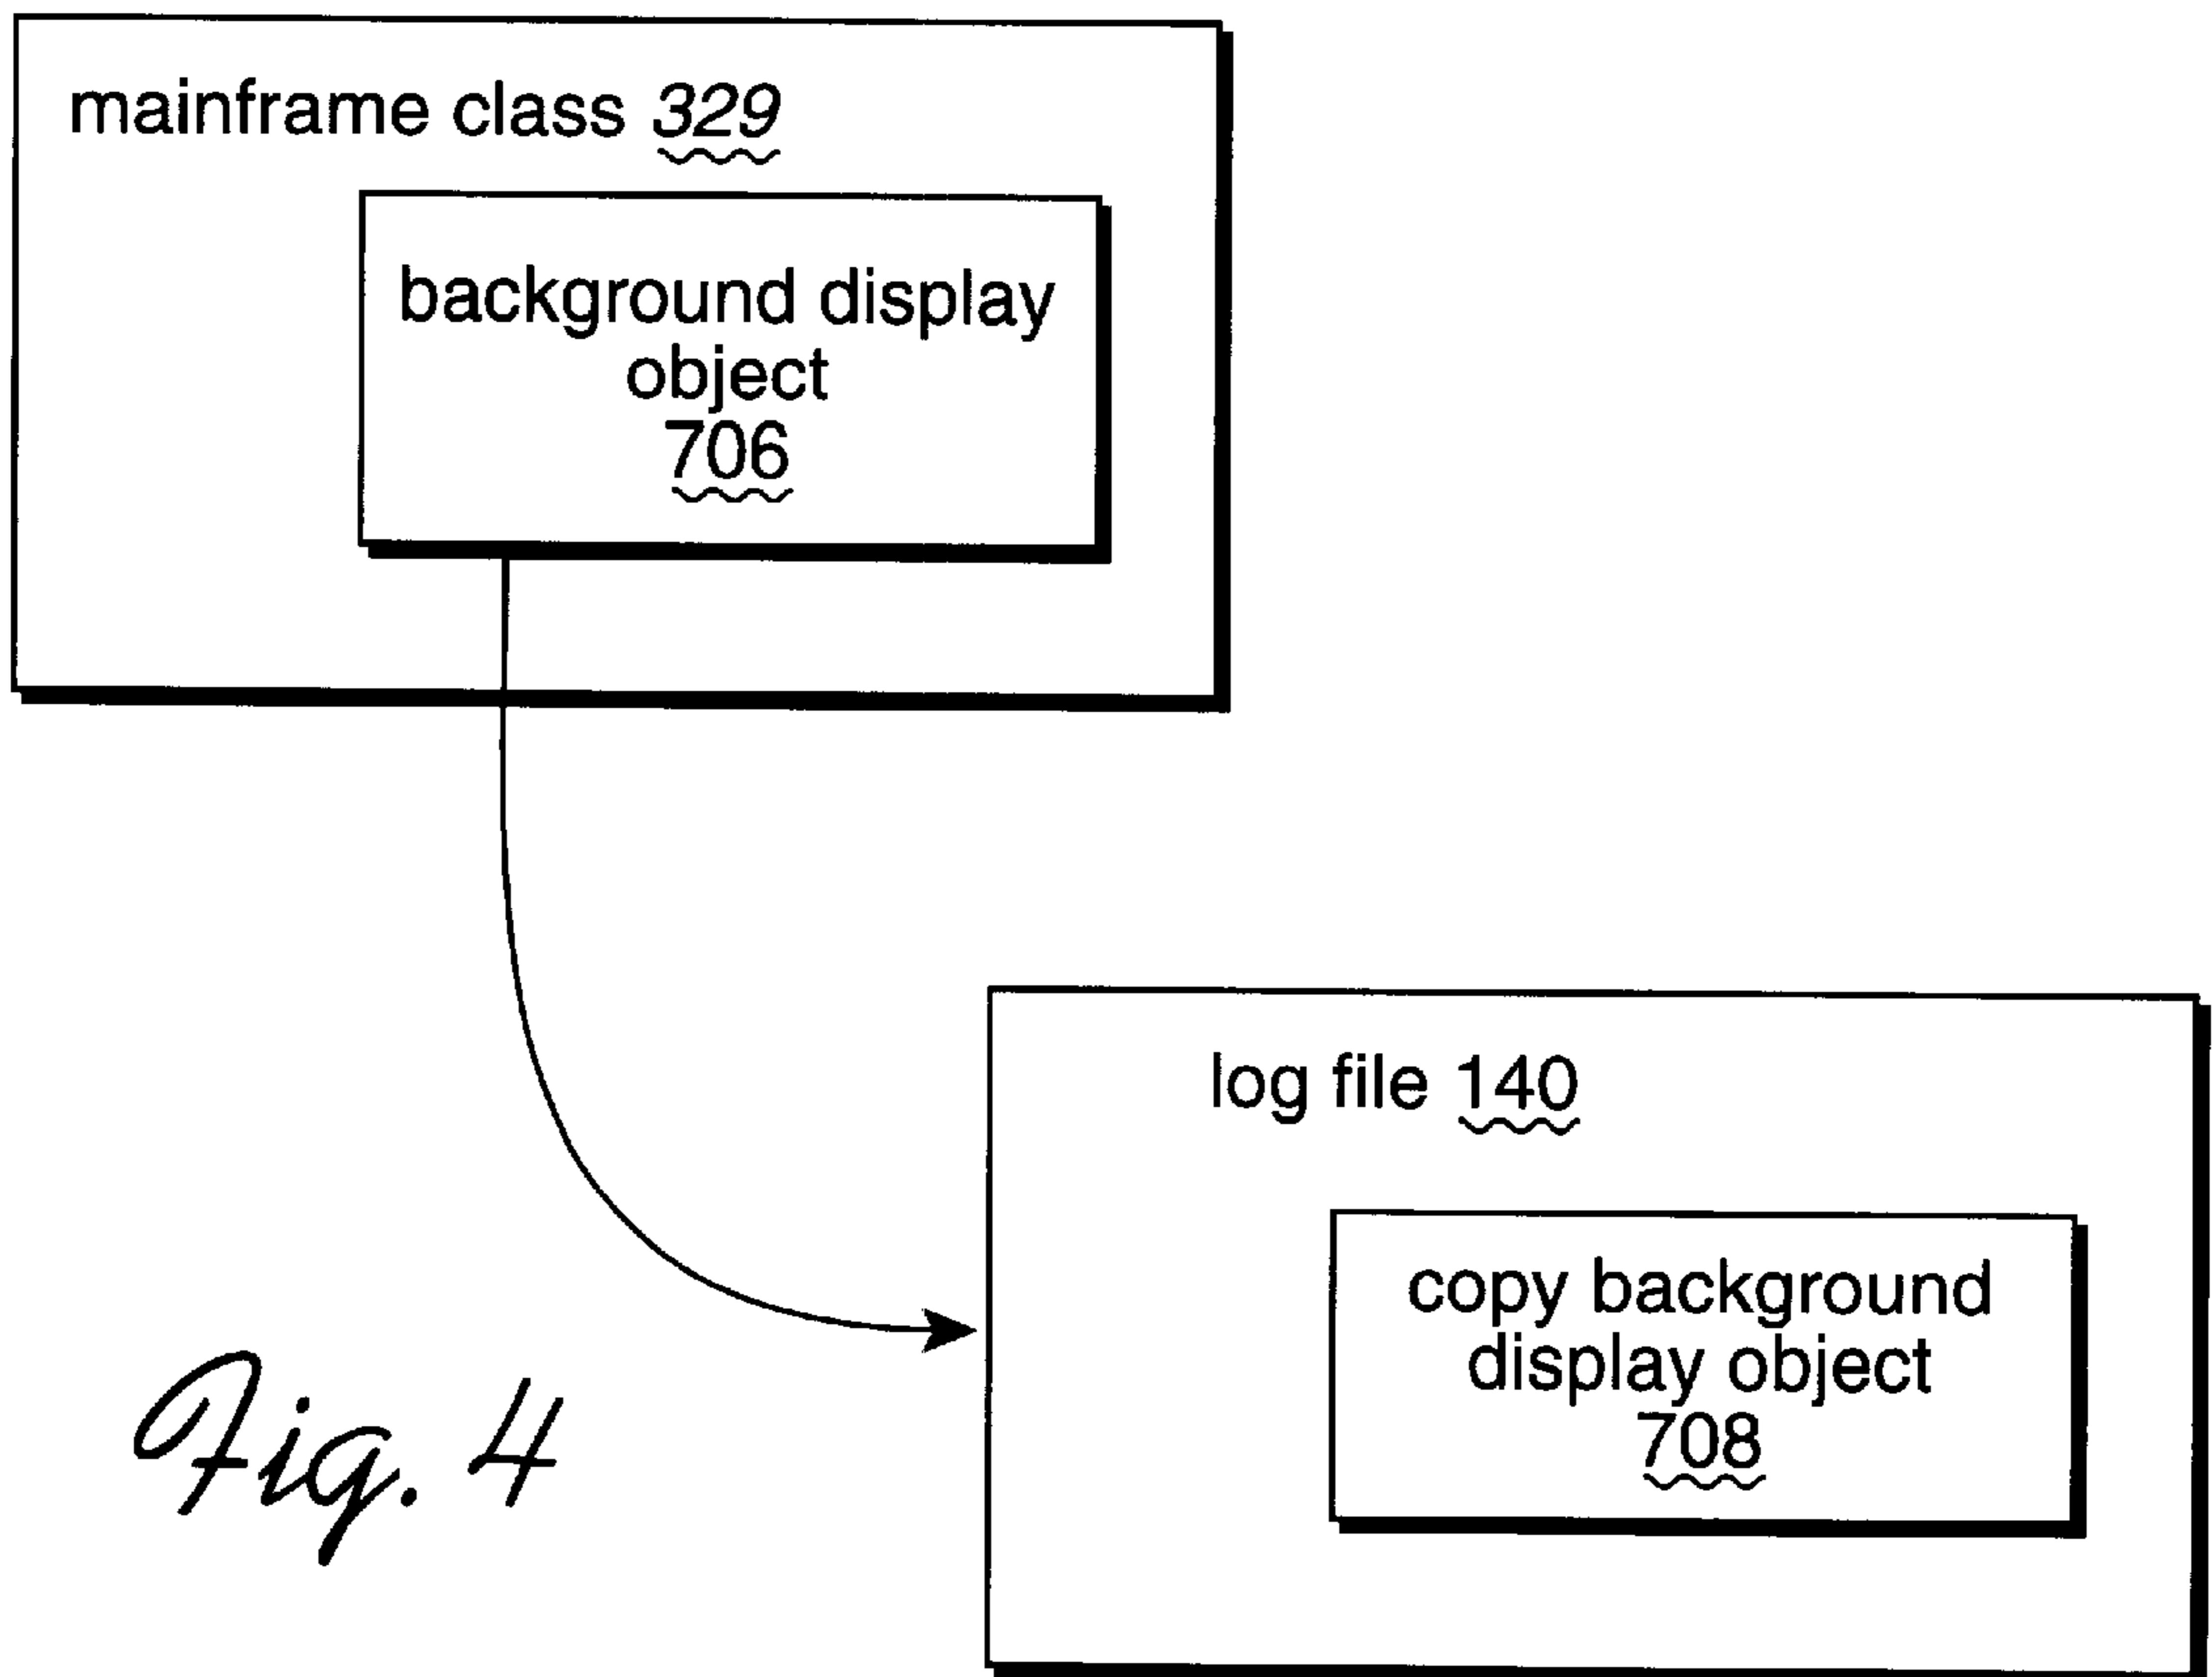 mainframe class 329
background display
object
706
log file 140
copy background
display object
708
Fig. 4